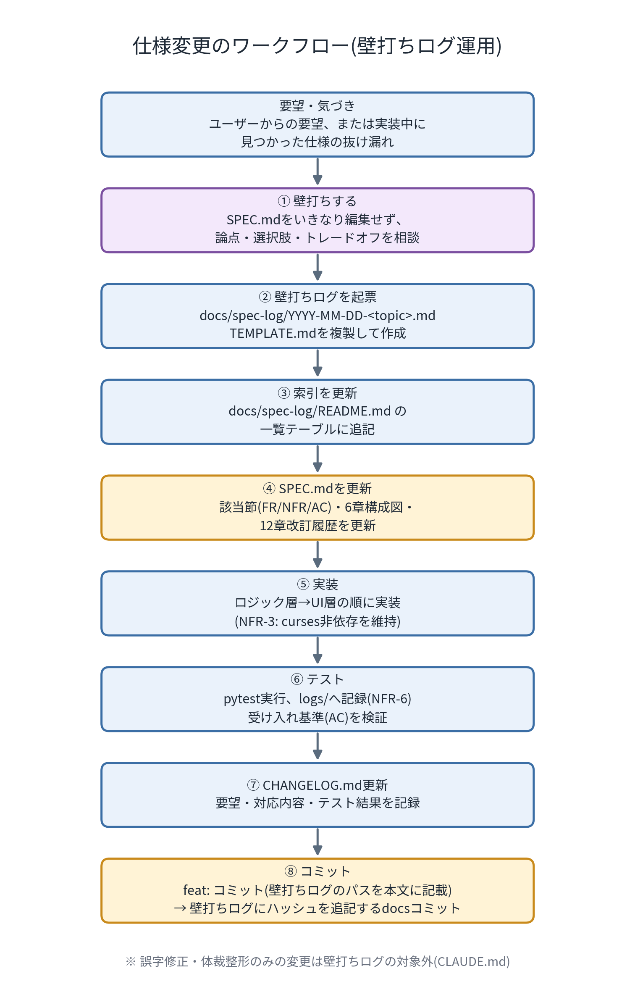 仕様変更のワークフロー(壁打ちログ運用)
要望・気づき
ユーザーからの要望、または実装中に
見つかった仕様の抜け漏れ
① 壁打ちする
SPEC.mdをいきなり編集せず、
論点・選択肢・トレードオフを相談
② 壁打ちログを起票
docs/spec-log/YYYY-MM-DD-<topic>.md
TEMPLATE.mdを複製して作成
③ 索引を更新
docs/spec-log/README.md の
一覧テーブルに追記
④ SPEC.mdを更新
該当節(FR/NFR/AC)・6章構成図・
12章改訂履歴を更新
⑤ 実装
ロジック層→UI層の順に実装
(NFR-3: curses非依存を維持)
⑥ テスト
pytest実行、logs/へ記録(NFR-6)
受け入れ基準(AC)を検証
⑦ CHANGELOG.md更新
要望・対応内容・テスト結果を記録
⑧ コミット
feat: コミット(壁打ちログのパスを本文に記載)
→ 壁打ちログにハッシュを追記するdocsコミット
※ 誤字修正・体裁整形のみの変更は壁打ちログの対象外(CLAUDE.md)